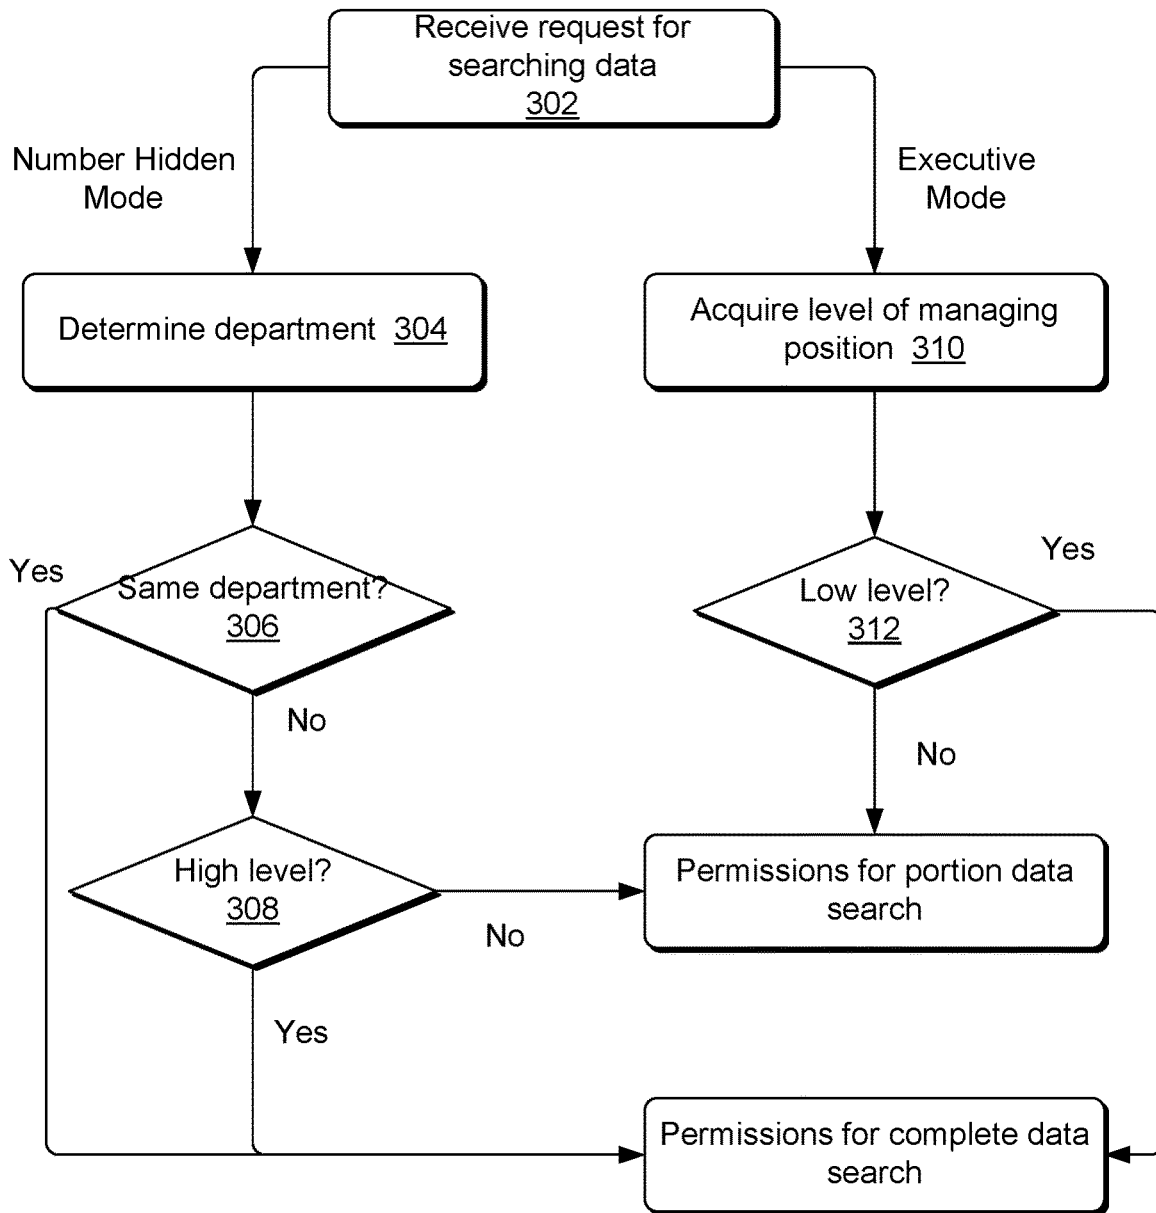 Receive request for
searching data
302
Number Hidden
Mode
Executive
Mode
Determine department 304
Acquire level of managing
position 310
Yes
Same department?
306
Yes
Low level?
312
No
No
High level?
308
No
Permissions for portion data
search
Yes
Permissions for complete data
search